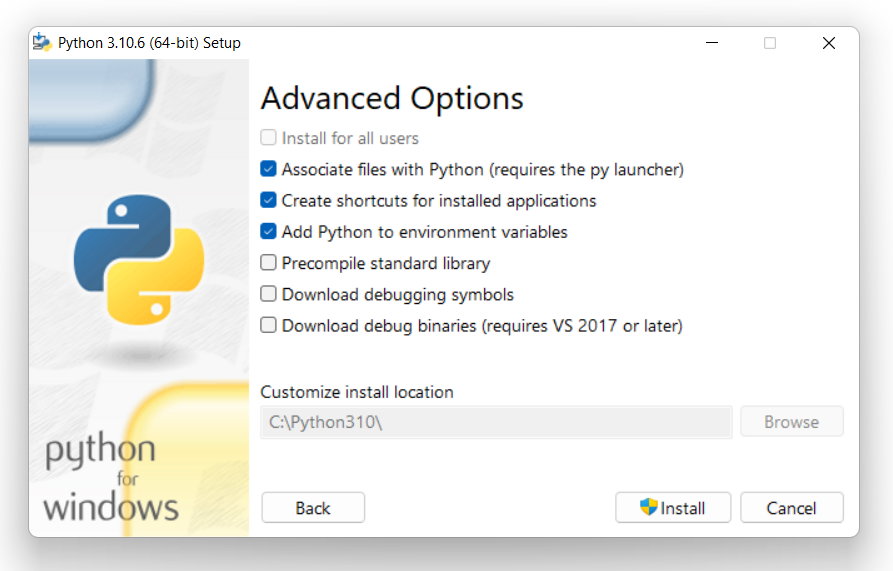 Python 3.10.6 (64-bit) Setup
Advanced Options
Install for all users
Associate files with Python (requires the py launcher)
Create shortcuts for installed applications
Add Python to environment variables
Precompile standard library
Download debugging symbols
Download debug binaries (requires VS 2017 or later)
Customize install location
C:\Python310\
Browse
python
for
windows
Back
Install
Cancel